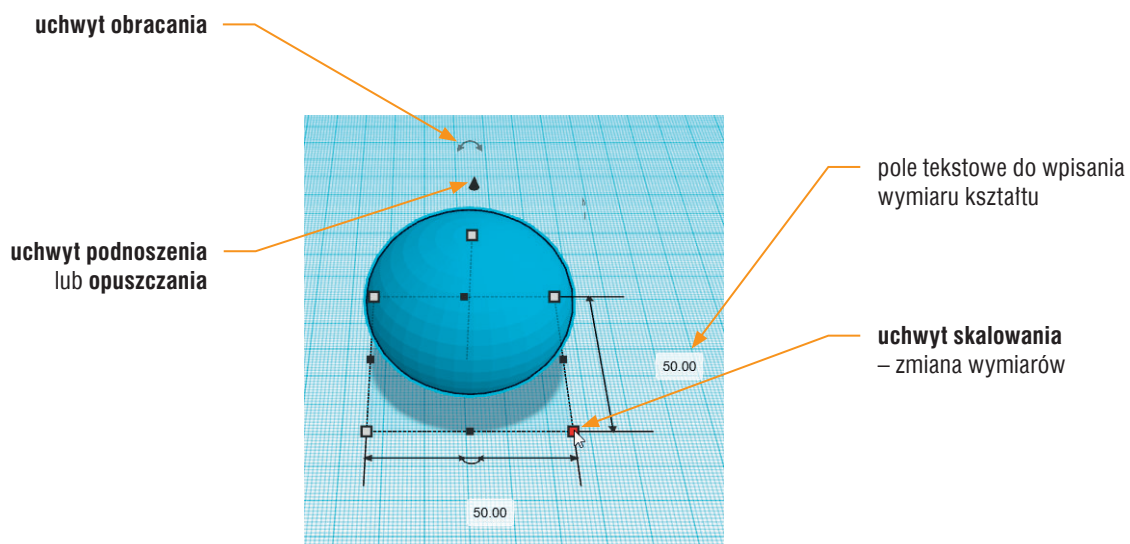 uchwyt obracania
uchwyt podnoszenia
lub opuszczania
pole tekstowe do wpisania
wymiaru kształtu
uchwyt skalowania
– zmiana wymiarów
50.00
50.00